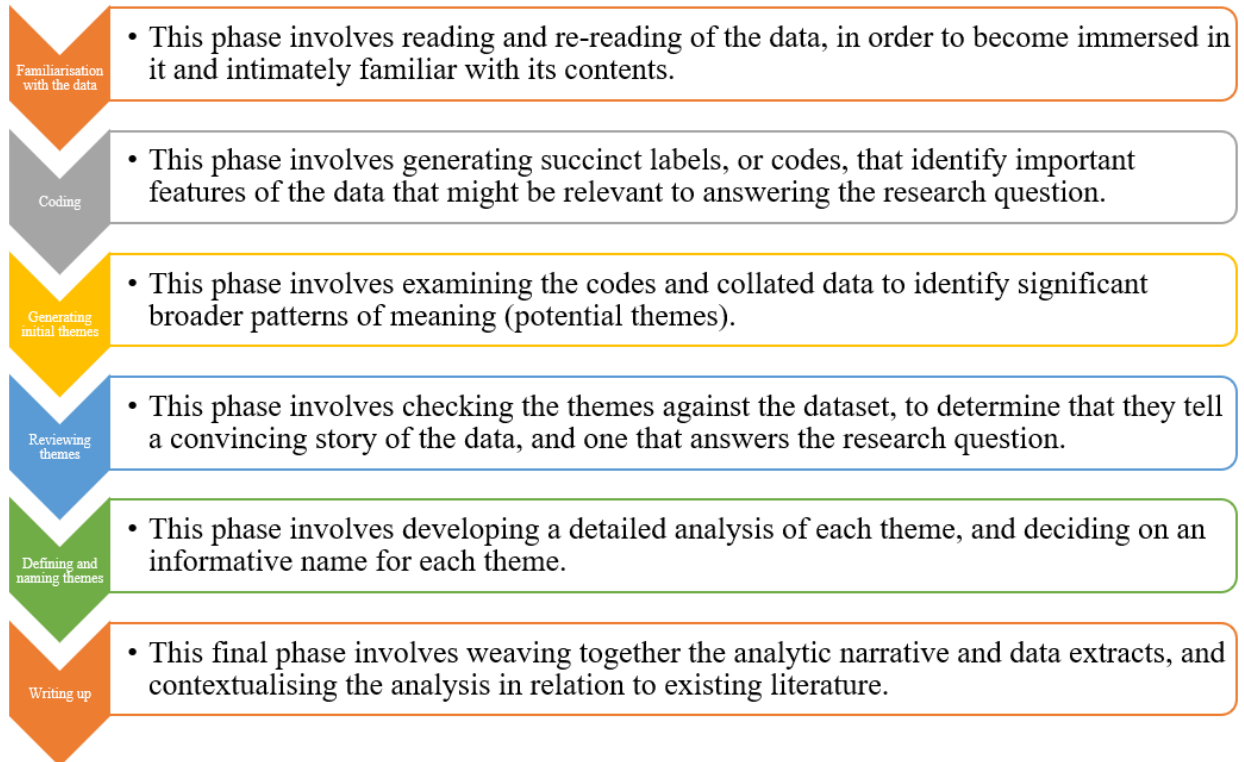 Familiarisation
with the data
• This phase involves reading and re-reading of the data, in order to become immersed in
it and intimately familiar with its contents.
Coding
• This phase involves generating succinct labels, or codes, that identify important
features of the data that might be relevant to answering the research question.
Generating
initial themes
• This phase involves examining the codes and collated data to identify significant
broader patterns of meaning (potential themes).
Reviewing
themes
• This phase involves checking the themes against the dataset, to determine that they tell
a convincing story of the data, and one that answers the research question.
Defining and
naming themes
• This phase involves developing a detailed analysis of each theme, and deciding on an
informative name for each theme.
Writing up
• This final phase involves weaving together the analytic narrative and data extracts, and
contextualising the analysis in relation to existing literature.